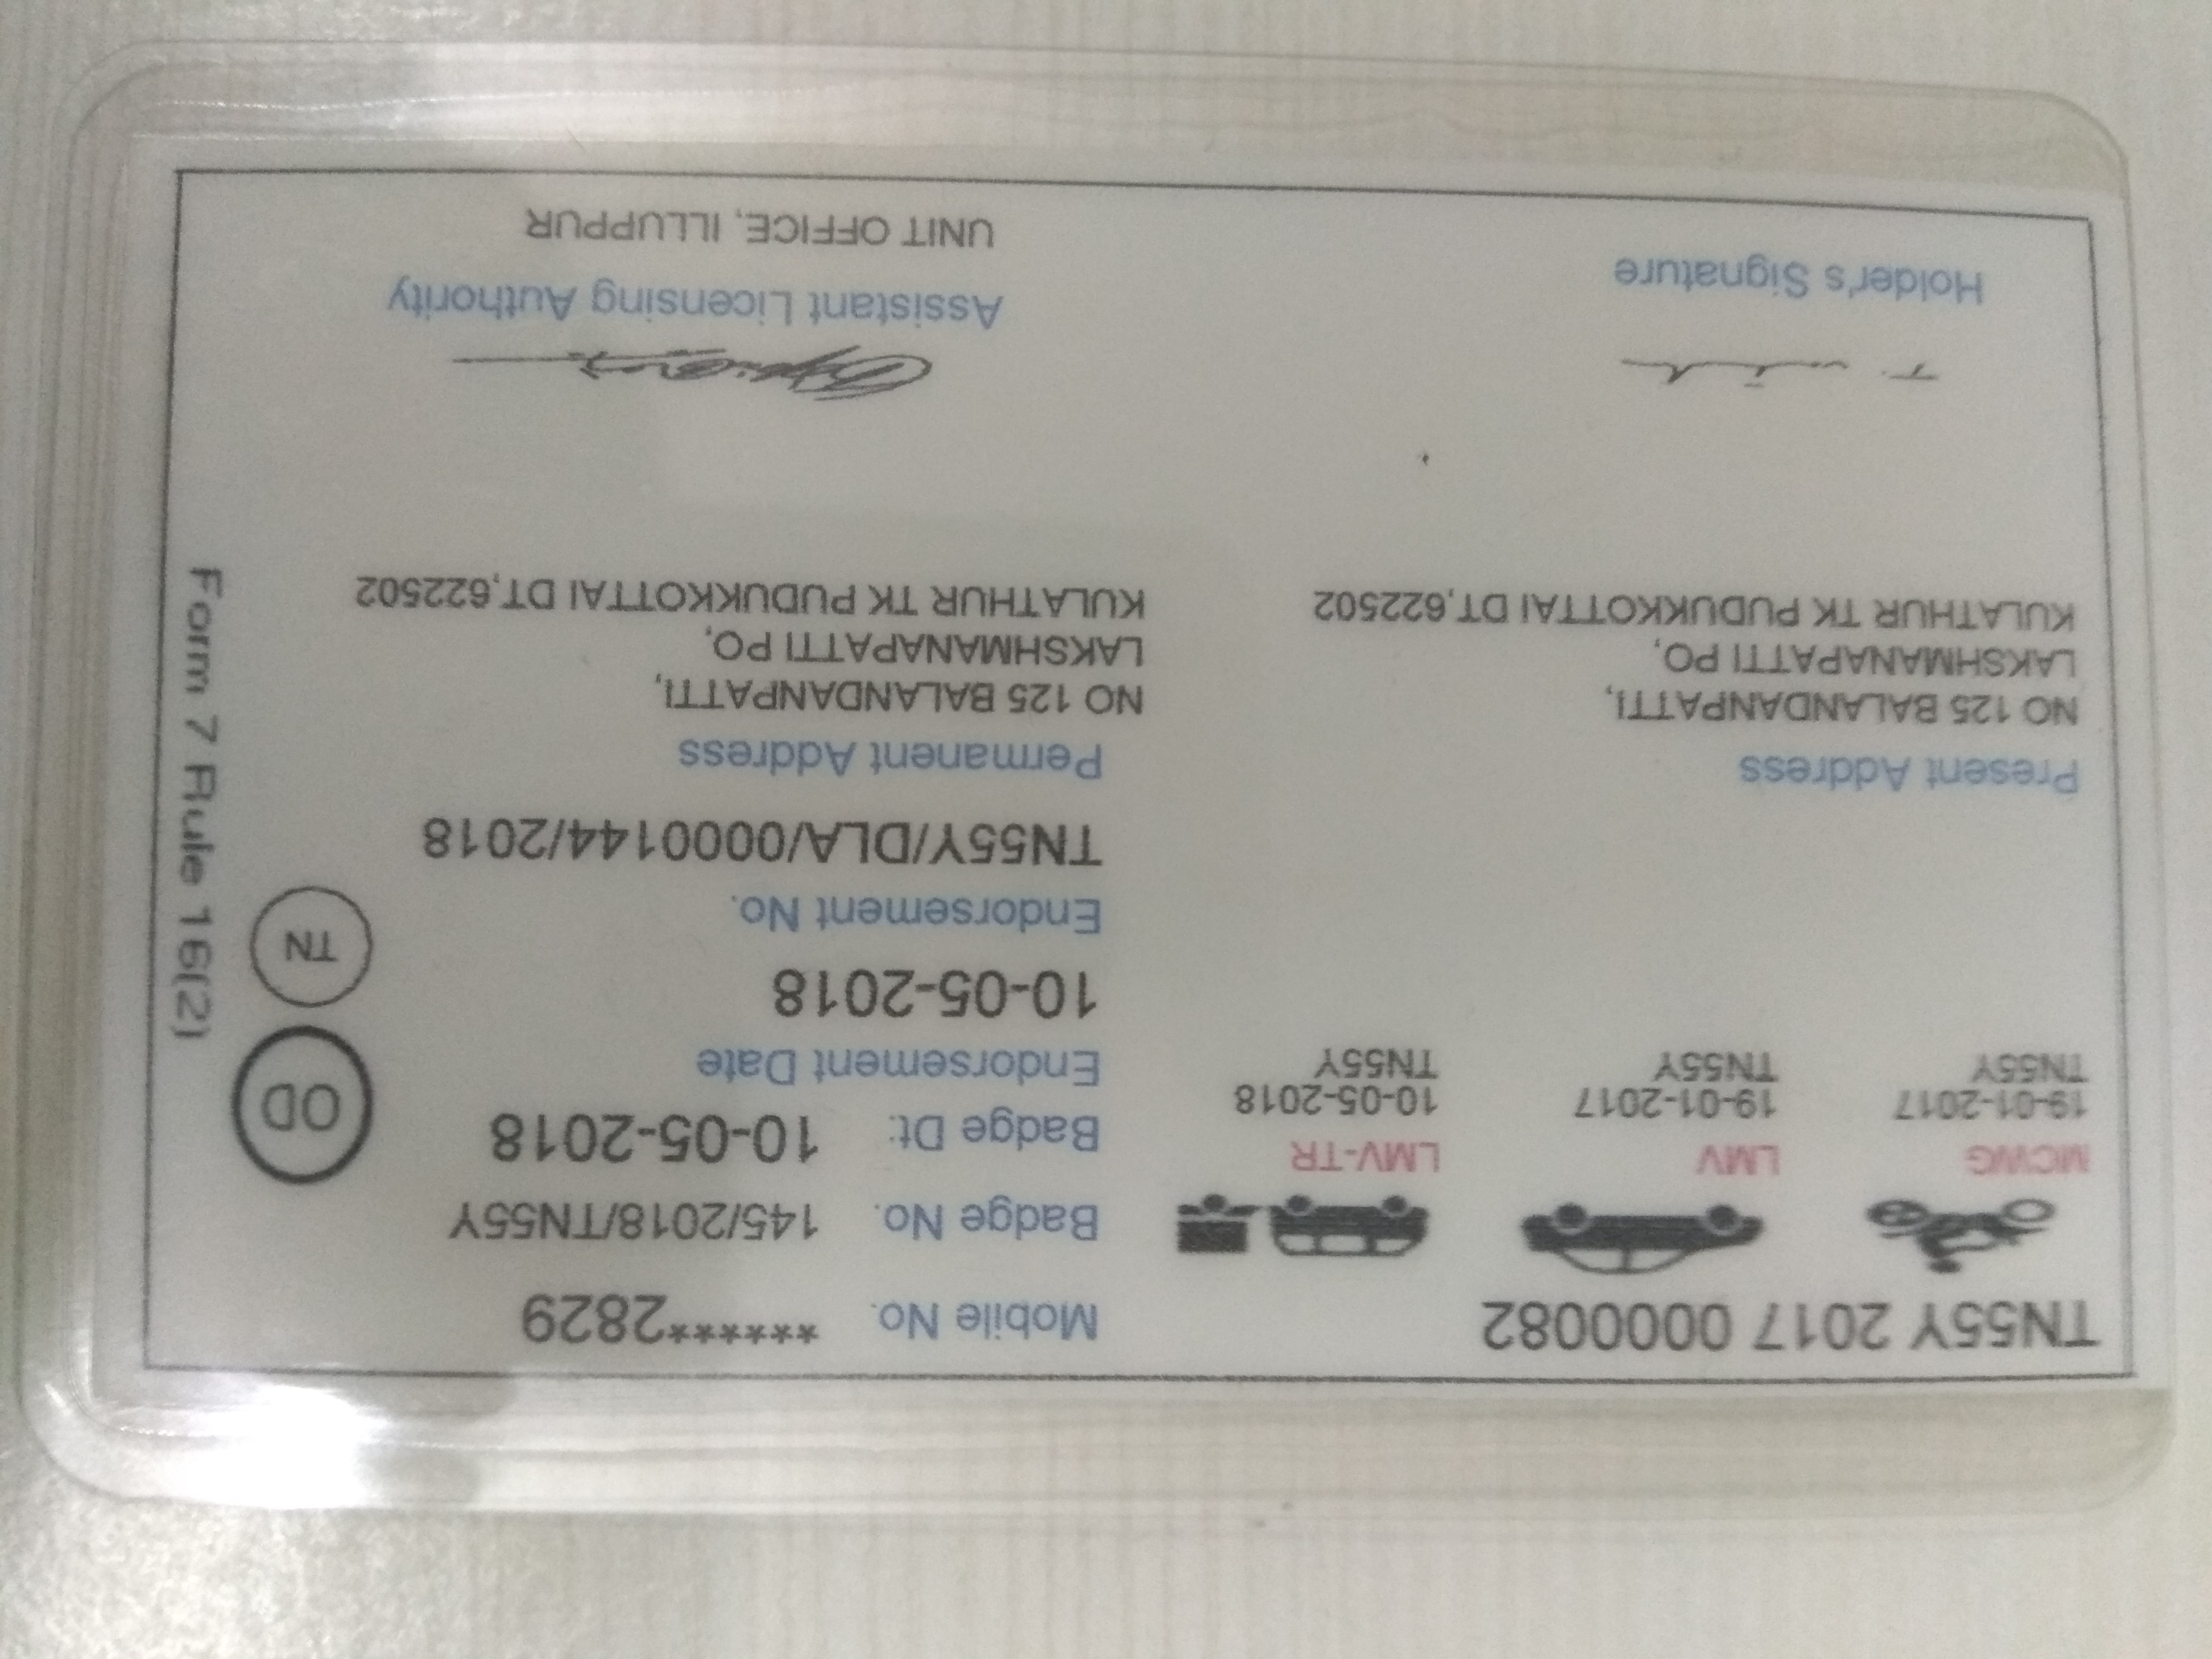 TN55Y 2017 0000082
MCWG
19-01-2017
TN55Y
LMV
19-01-2017
TN55Y
LMV-TR
10-05-2018
TN55Y
Mobile No. ******2829
Badge No. 145/2018/TN55Y
Badge Dt: 10-05-2018
Endorsement Date
10-05-2018
Endorsement No.
TN55Y/DLA/0000144/2018
OD
TN
Form 7 Rule 16(2)
Present Address
NO 125 BALANDANPATTI,
LAKSHMANAPATTI PO,
KULATHUR TK PUDUKKOTTAI DT,622502
Permanent Address
NO 125 BALANDANPATTI,
LAKSHMANAPATTI PO,
KULATHUR TK PUDUKKOTTAI DT,622502
Holder's Signature
Assistant Licensing Authority
UNIT OFFICE, ILLUPPUR